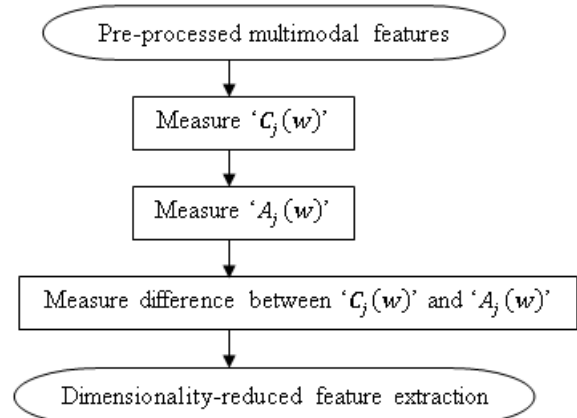 Pre-processed multimodal features
Measure ‘C_j(w)’
Measure ‘A_j(w)’
Measure difference between ‘C_j(w)’ and ‘A_j(w)’
Dimensionality-reduced feature extraction